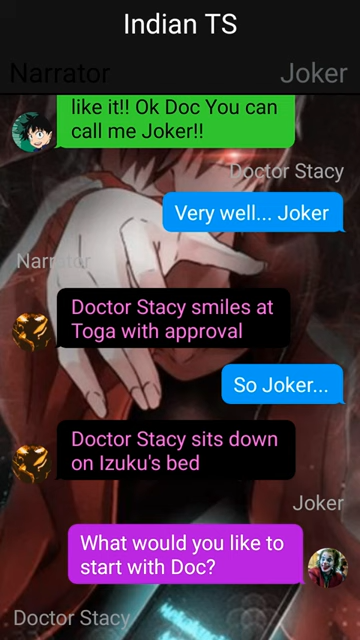 Indian TS
Narrator
Joker
like it!! Ok Doc You can
call me Joker!!
Doctor Stacy
Very well... Joker
Narrator
Doctor Stacy smiles at
Toga with approval
So Joker...
Doctor Stacy sits down
on Izuku's bed
Joker
What would you like to
start with Doc?
Doctor Stacy